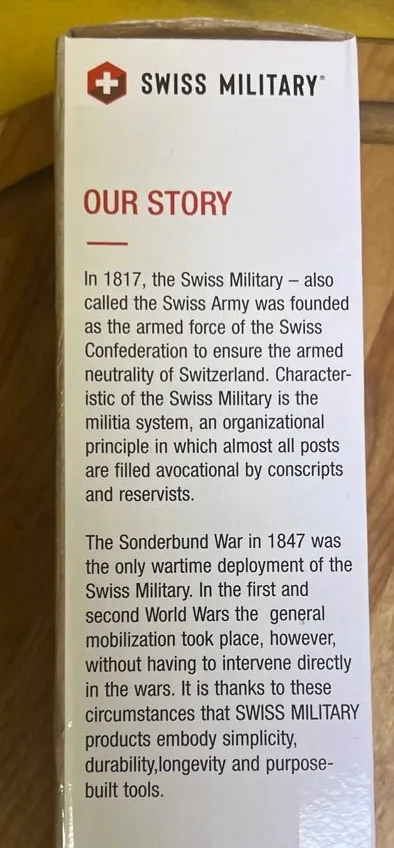 SWISS MILITARY®
OUR STORY
In 1817, the Swiss Military – also
called the Swiss Army was founded
as the armed force of the Swiss
Confederation to ensure the armed
neutrality of Switzerland. Character-
istic of the Swiss Military is the
militia system, an organizational
principle in which almost all posts
are filled avocational by conscripts
and reservists.
The Sonderbund War in 1847 was
the only wartime deployment of the
Swiss Military. In the first and
second World Wars the  general
mobilization took place, however,
without having to intervene directly
in the wars. It is thanks to these
circumstances that SWISS MILITARY
products embody simplicity,
durability,longevity and purpose-
built tools.